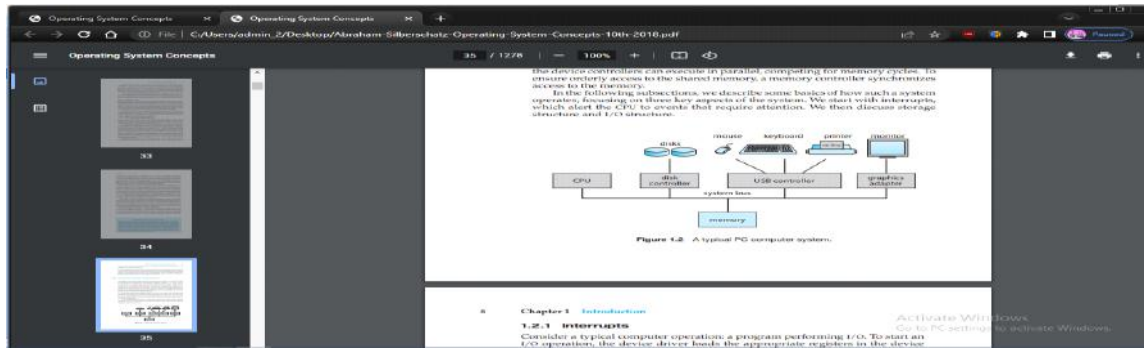 Operating System Concepts
Operating System Concepts
File | C:/Users/admin_2/Desktop/Abraham-Silberschatz-Operating-System-Concepts-10th-2018.pdf
Paused
Operating System Concepts
35 / 1278
100%
33
34
35
the device controllers can execute in parallel, competing for memory cycles. To
ensure orderly access to the shared memory, a memory controller synchronizes
access to the memory.
In the following subsections, we describe some basics of how such a system
operates, focusing on three key aspects of the system. We start with interrupts,
which alert the CPU to events that require attention. We then discuss storage
structure and I/O structure.
mouse keyboard printer monitor
disks
CPU
disk
controller
USB controller
graphics
adapter
system bus
memory
Figure 1.2 A typical PC computer system.
8 Chapter 1 Introduction
1.2.1 Interrupts
Consider a typical computer operation: a program performing I/O. To start an
I/O operation, the device driver loads the appropriate registers in the device
Activate Windows
Go to PC settings to activate Windows.